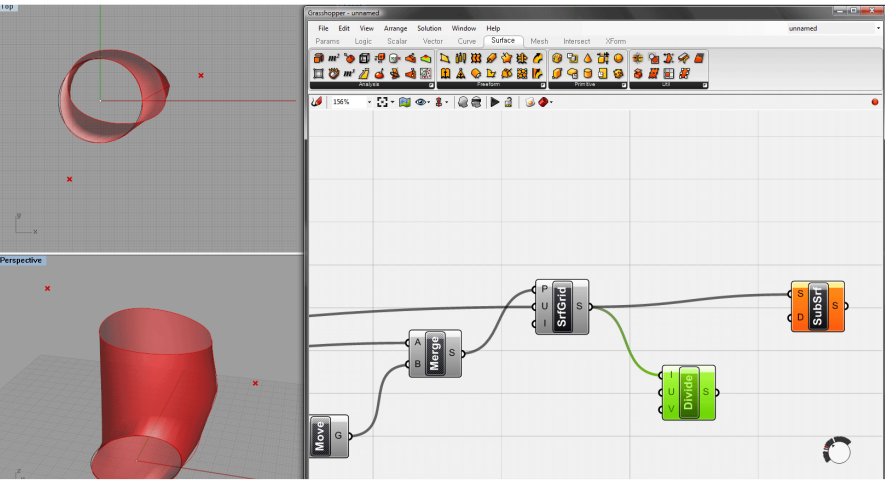 Top
Grasshopper - unnamed
File Edit View Arrange Solution Window Help unnamed
Params Logic Scalar Vector Curve Surface Mesh Intersect XForm
Analysis Freeform Primitive Util
156%
y
x
Perspective
z
P U I SrfGrid S
S D SubSrf S
A B Merge S
I U V Divide S
Move G